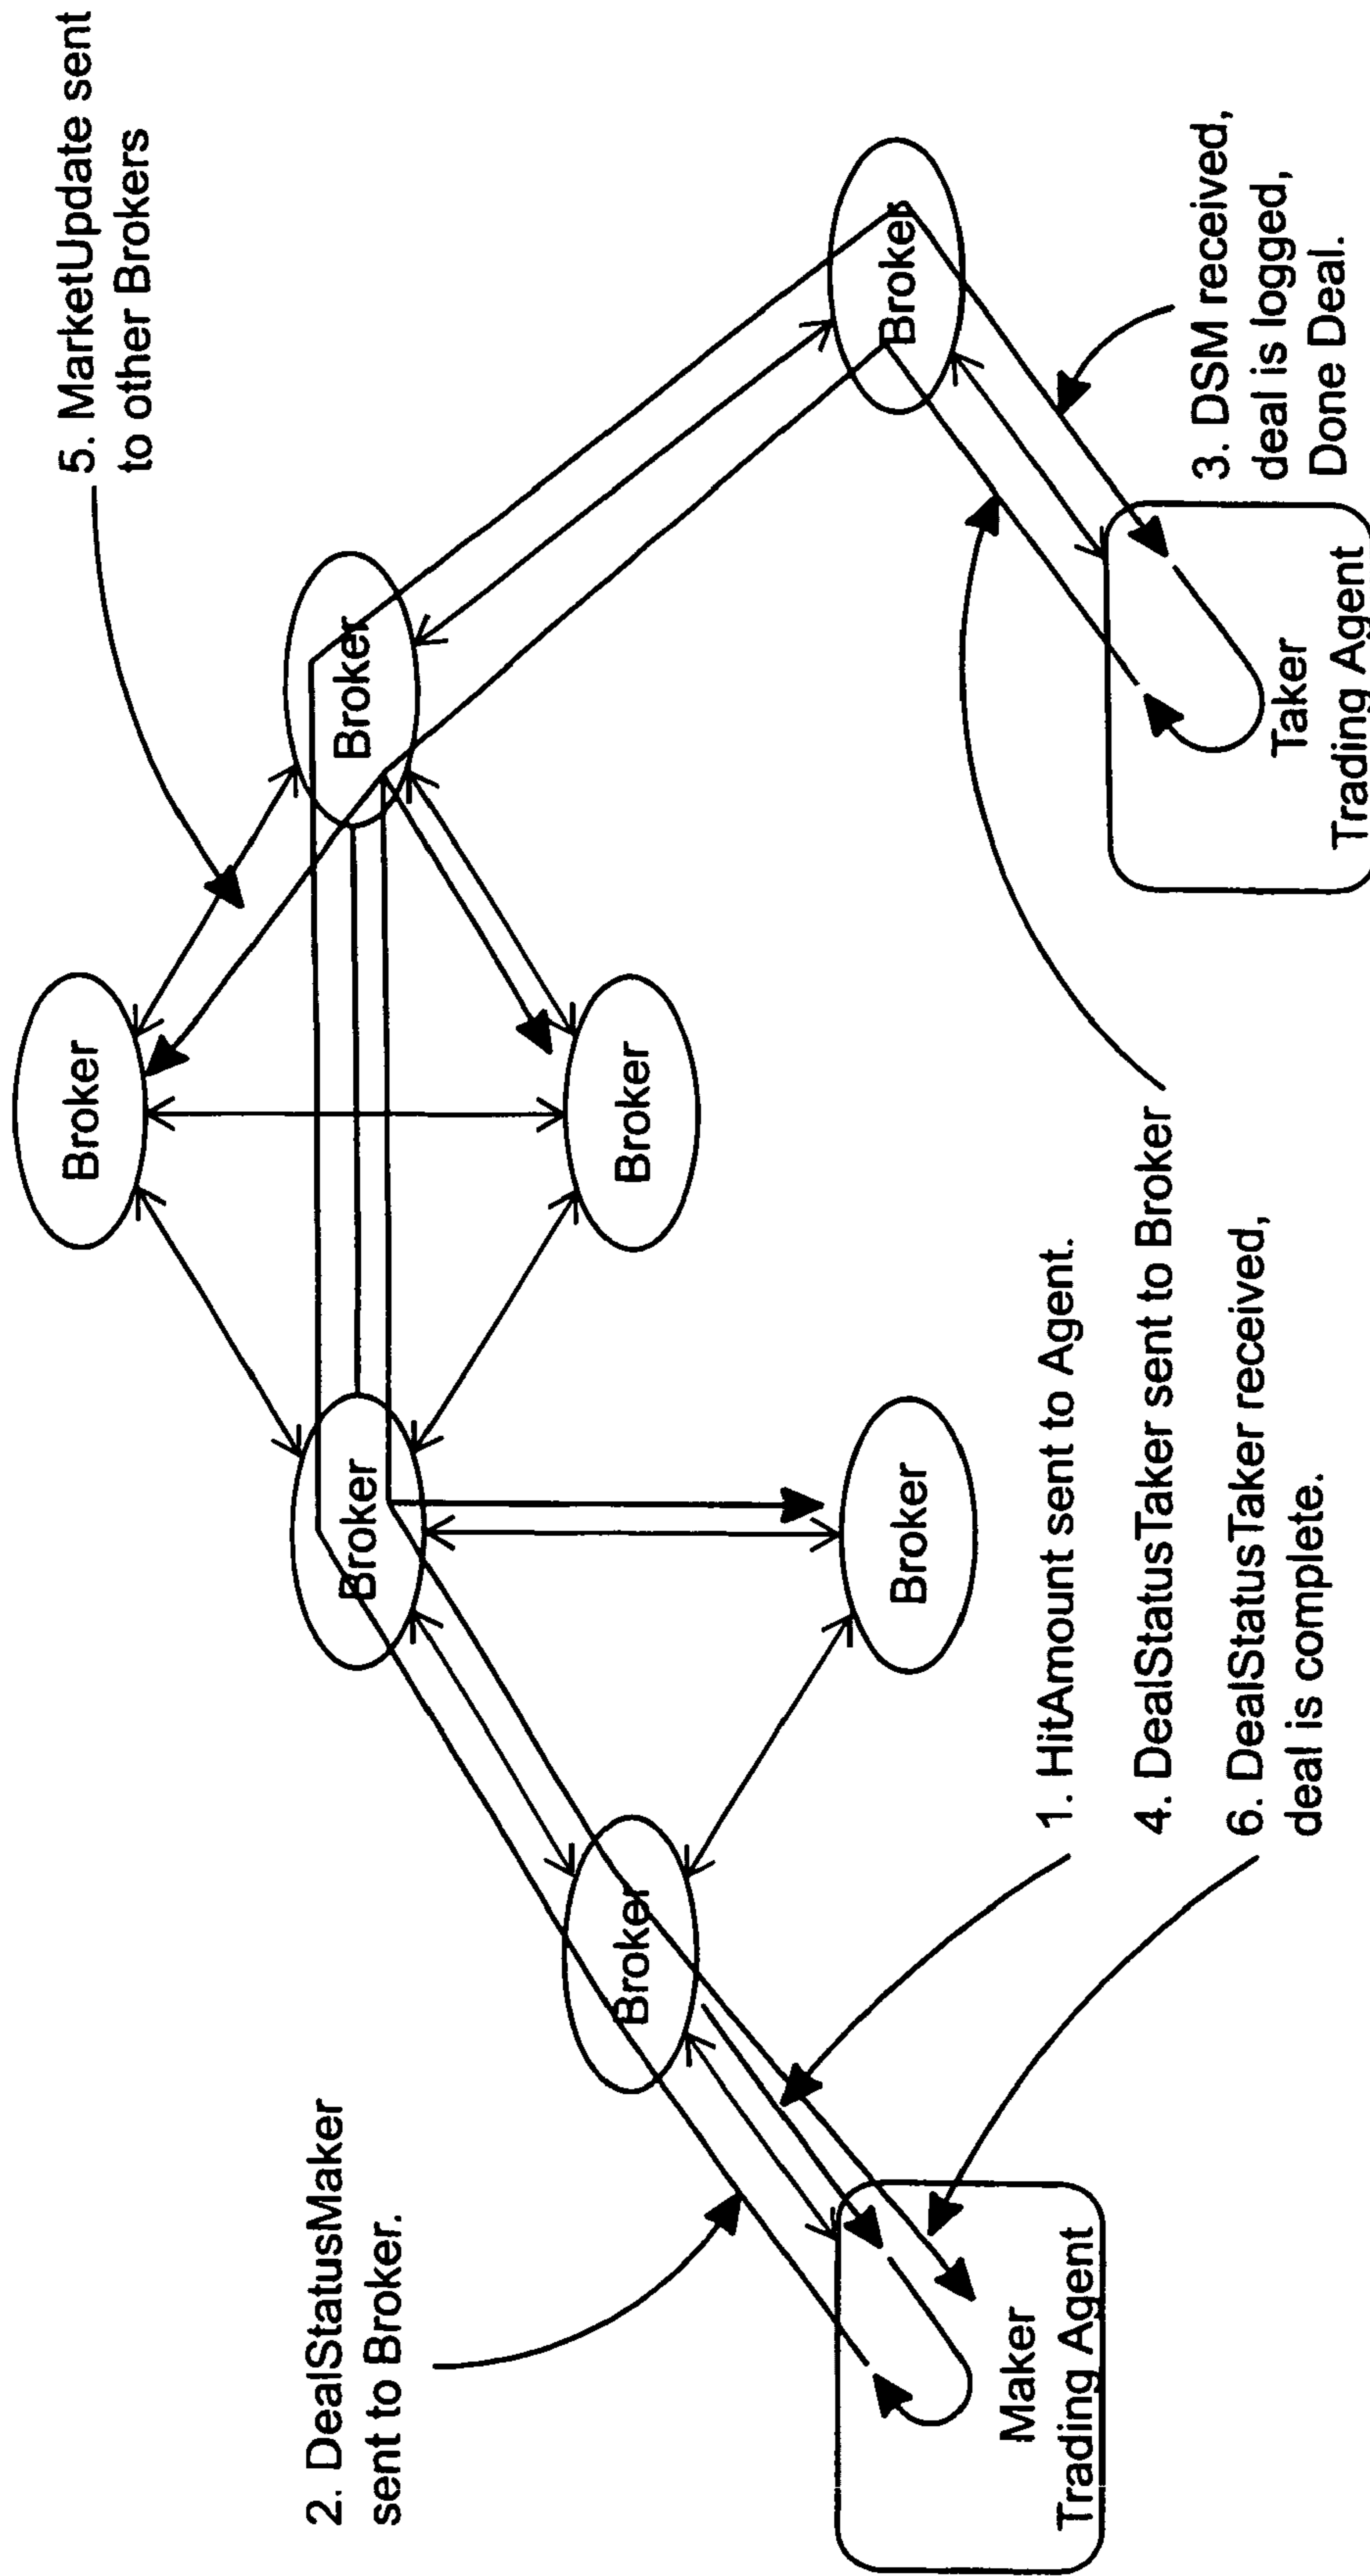 2. DealStatusMaker
sent to Broker.
5. MarketUpdate sent
to other Brokers
Broker
Broker
Broker
Broker
Broker
Broker
Broker
Maker
Trading Agent
1. HitAmount sent to Agent.
4. DealStatusTaker sent to Broker
6. DealStatusTaker received,
deal is complete.
Taker
Trading Agent
3. DSM received,
deal is logged,
Done Deal.